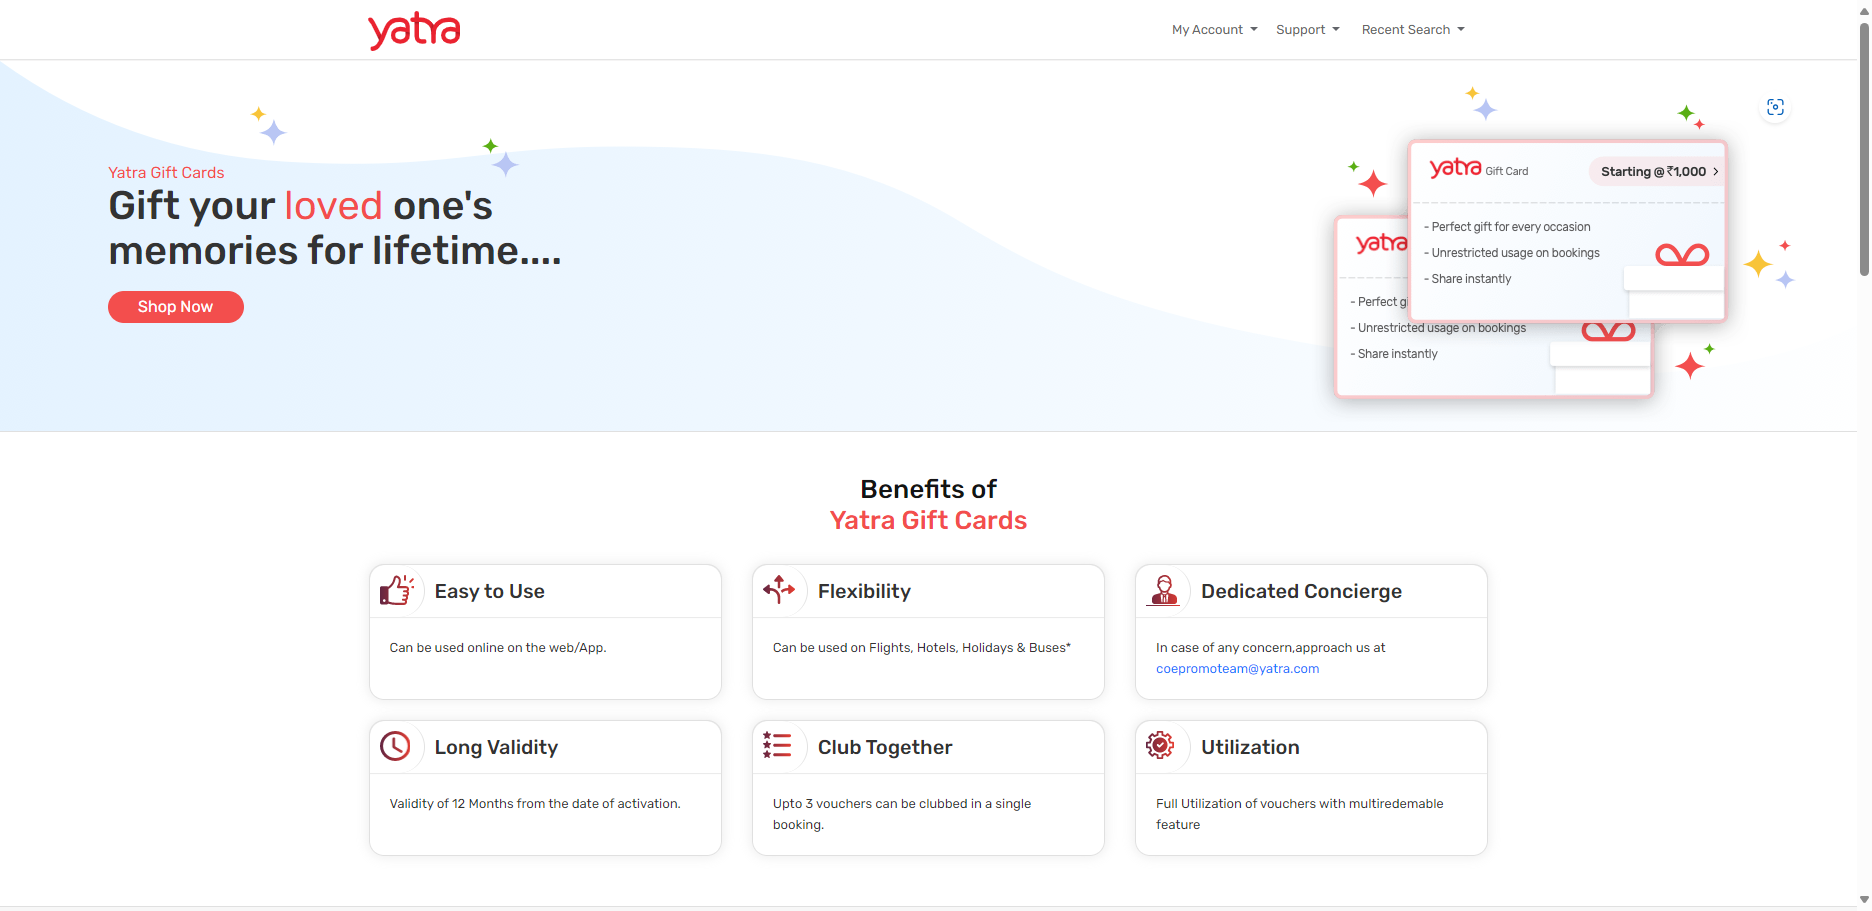 yatra
My Account
Support
Recent Search
Yatra Gift Cards
Gift your loved one's
memories for lifetime....
Shop Now
yatra Gift Card
Starting @ ₹1,000
- Perfect gift for every occasion
- Unrestricted usage on bookings
- Share instantly
yatra
- Perfect gi
- Unrestricted usage on bookings
- Share instantly
Benefits of
Yatra Gift Cards
Easy to Use
Can be used online on the web/App.
Flexibility
Can be used on Flights, Hotels, Holidays & Buses*
Dedicated Concierge
In case of any concern,approach us at
coepromoteam@yatra.com
Long Validity
Validity of 12 Months from the date of activation.
Club Together
Upto 3 vouchers can be clubbed in a single
booking.
Utilization
Full Utilization of vouchers with multiredemable
feature